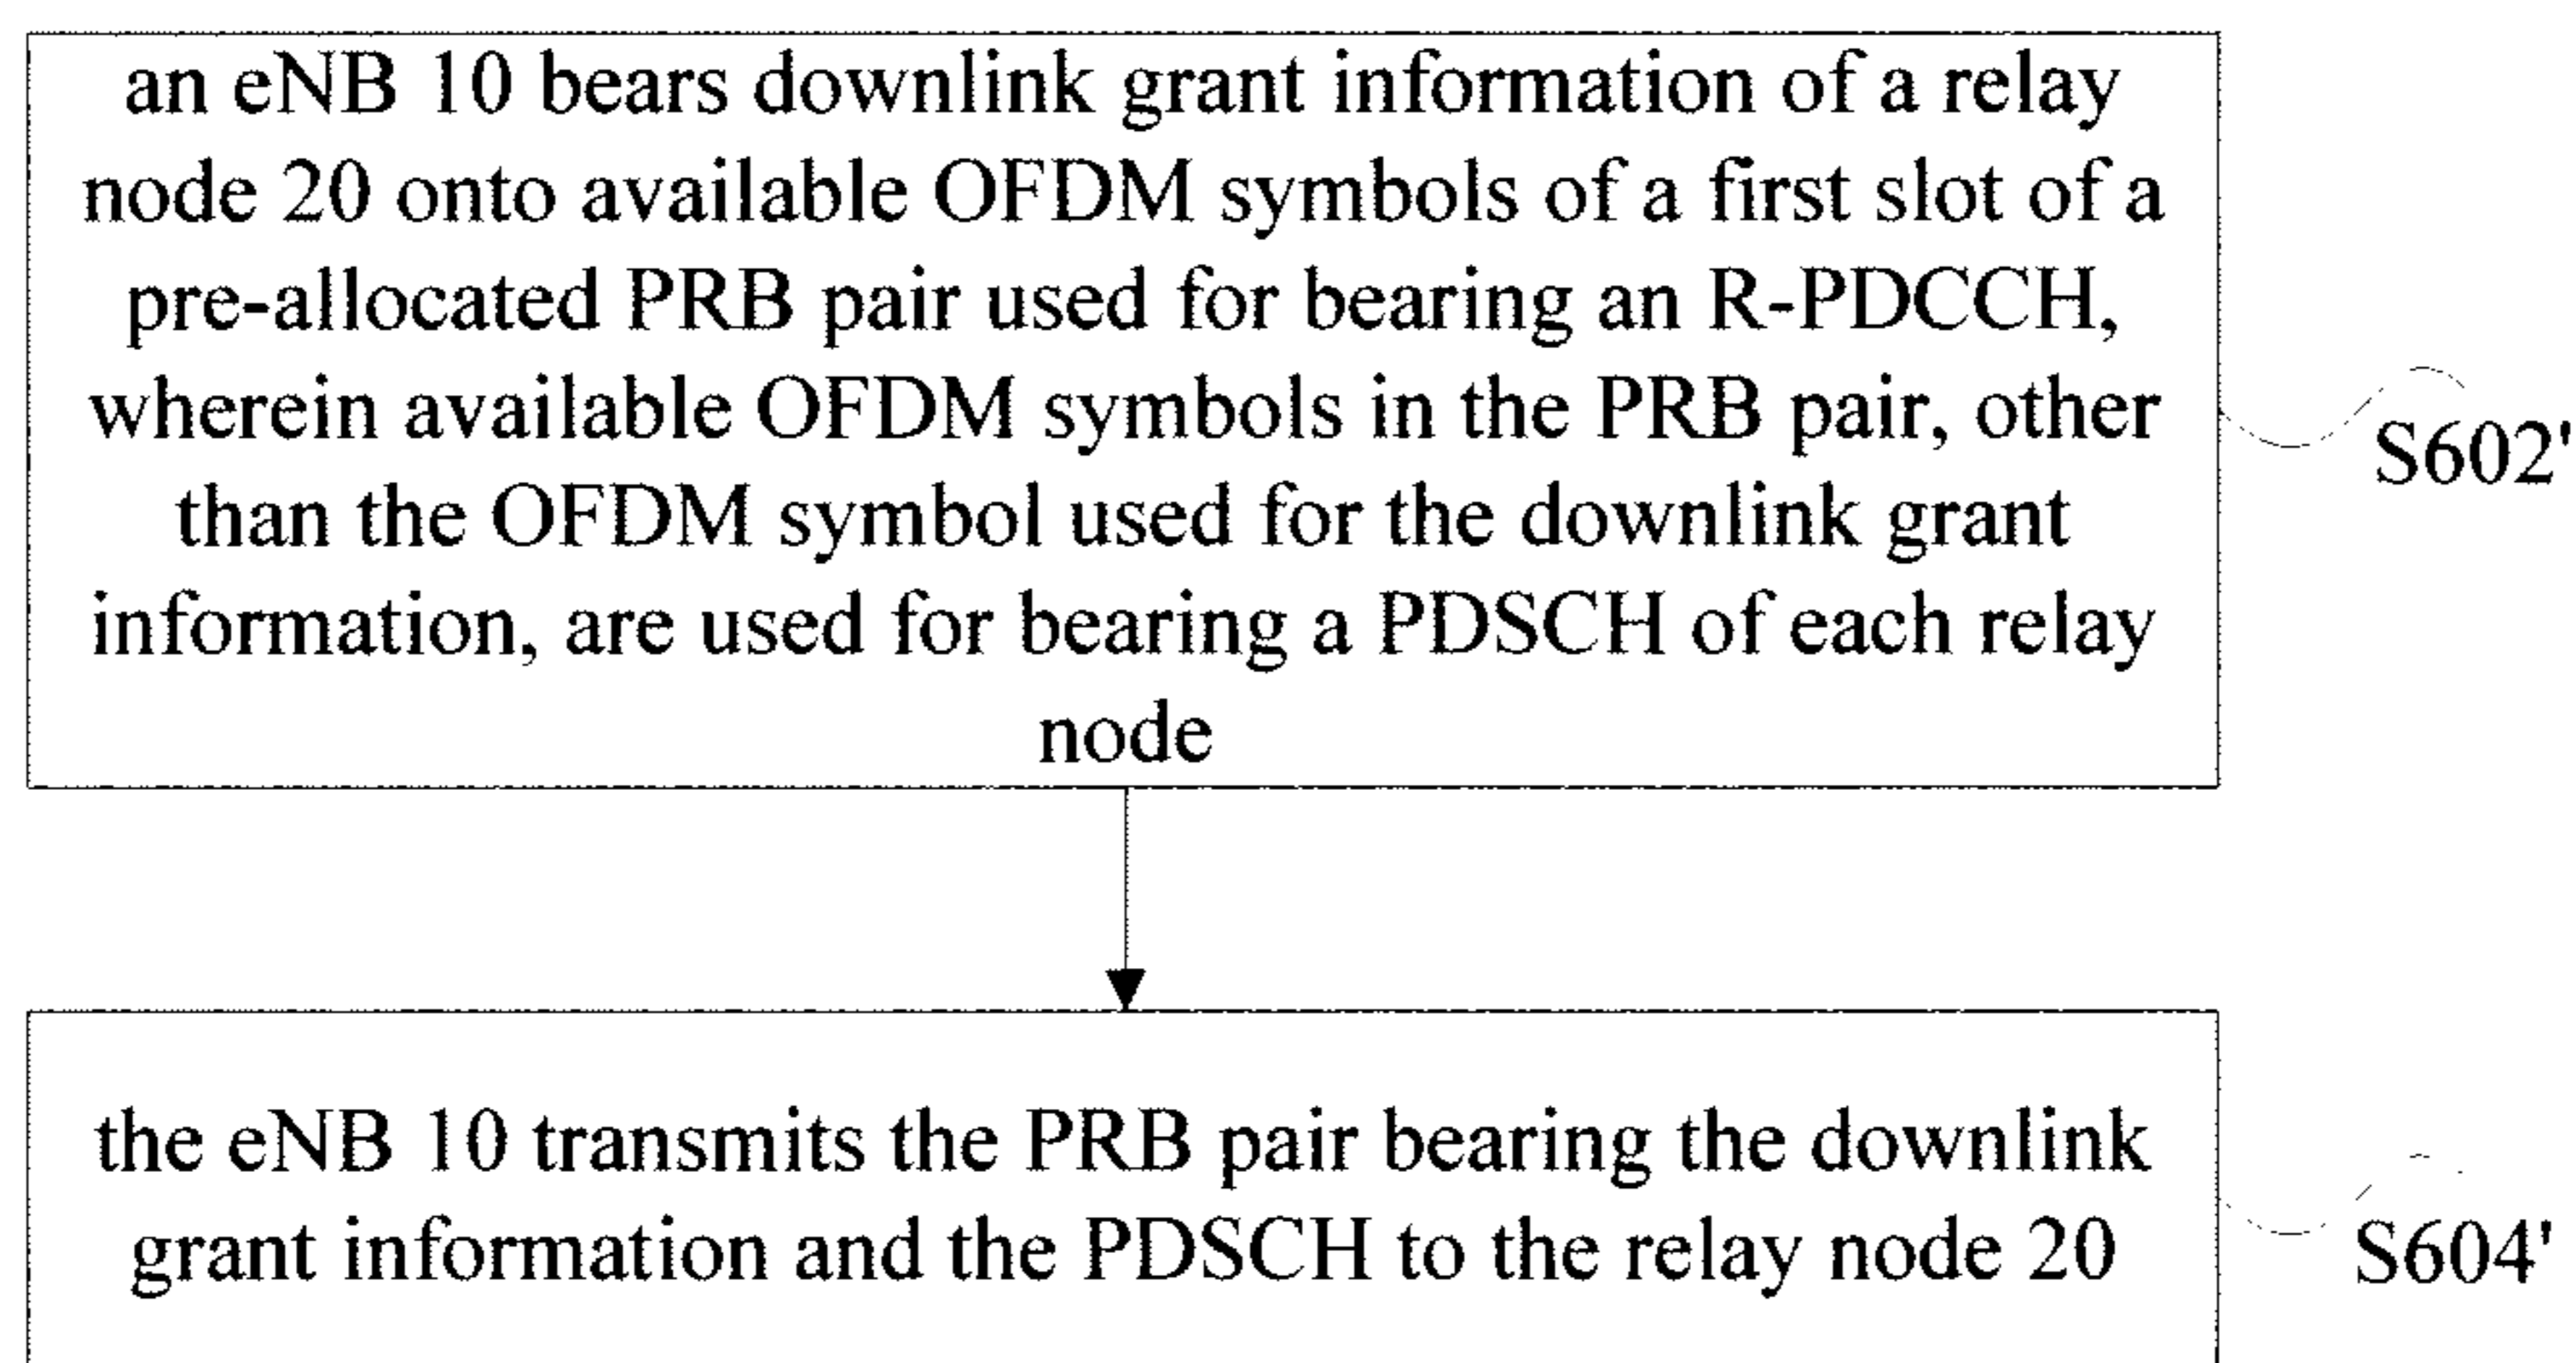 an eNB 10 bears downlink grant information of a relay
node 20 onto available OFDM symbols of a first slot of a
pre-allocated PRB pair used for bearing an R-PDCCH,
wherein available OFDM symbols in the PRB pair, other
than the OFDM symbol used for the downlink grant
information, are used for bearing a PDSCH of each relay
node
S602'
the eNB 10 transmits the PRB pair bearing the downlink
grant information and the PDSCH to the relay node 20
S604'